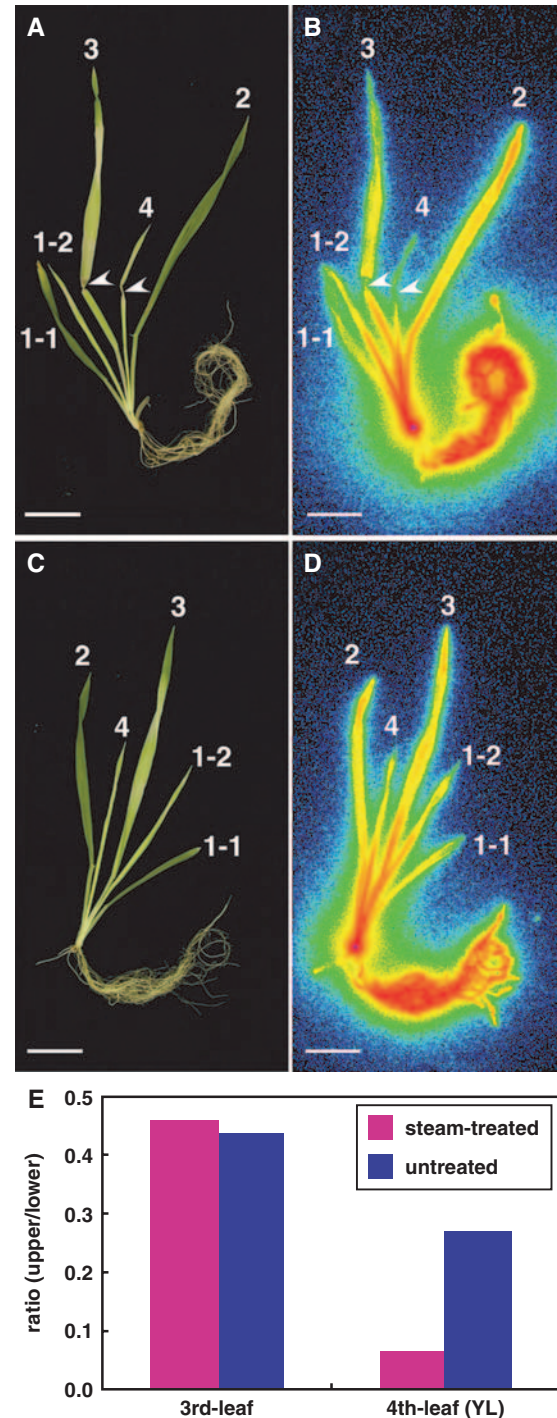 A
3
2
4
1-2
1-1
B
3
2
4
1-2
1-1
C
3
2
4
1-2
1-1
D
3
2
4
1-2
1-1
E
0.5
0.4
0.3
0.2
0.1
0.0
ratio (upper/lower)
steam-treated
untreated
3rd-leaf
4th-leaf (YL)